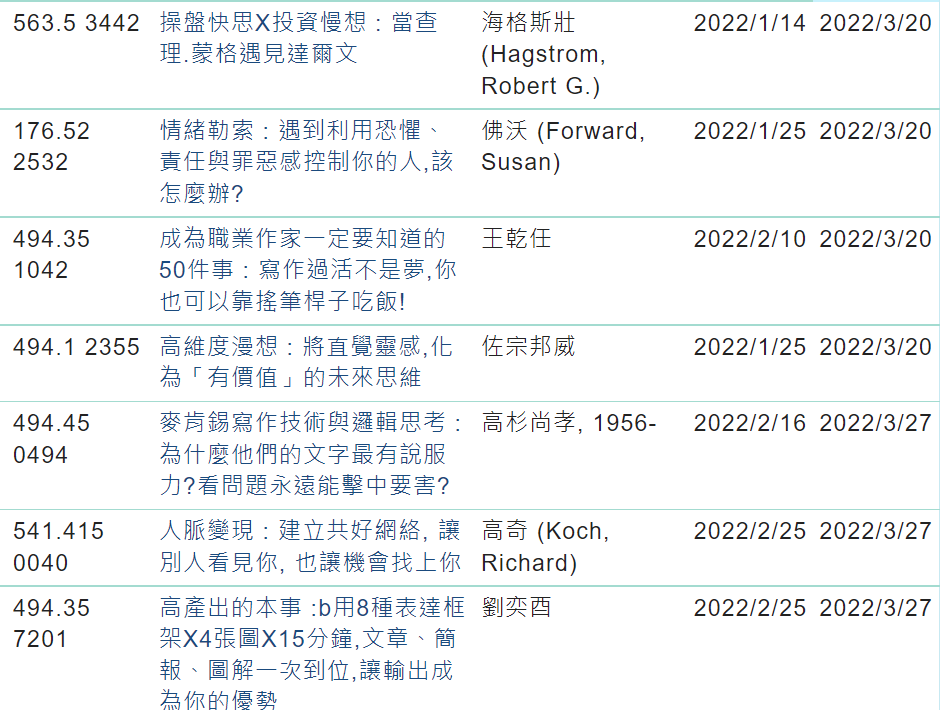 563.5 3442 操盤快思X投資慢想：當查 海格斯壯 2022/1/14 2022/3/20
理.蒙格遇見達爾文 (Hagstrom,
Robert G.)
176.52 情緒勒索：遇到利用恐懼、 佛沃 (Forward, 2022/1/25 2022/3/20
2532 責任與罪惡感控制你的人,該 Susan)
怎麼辦?
494.35 成為職業作家一定要知道的 王乾任 2022/2/10 2022/3/20
1042 50件事：寫作過活不是夢,你
也可以靠搖筆桿子吃飯!
494.1 2355 高維度漫想：將直覺靈感,化 佐宗邦威 2022/1/25 2022/3/20
為「有價值」的未來思維
494.45 麥肯錫寫作技術與邏輯思考： 高杉尚孝, 1956- 2022/2/16 2022/3/27
0494 為什麼他們的文字最有說服
力?看問題永遠能擊中要害?
541.415 人脈變現：建立共好網絡, 讓 高奇 (Koch, 2022/2/25 2022/3/27
0040 別人看見你, 也讓機會找上你 Richard)
494.35 高產出的本事 :b用8種表達框 劉奕酉 2022/2/25 2022/3/27
7201 架X4張圖X15分鐘,文章、簡
報、圖解一次到位,讓輸出成
為你的優勢